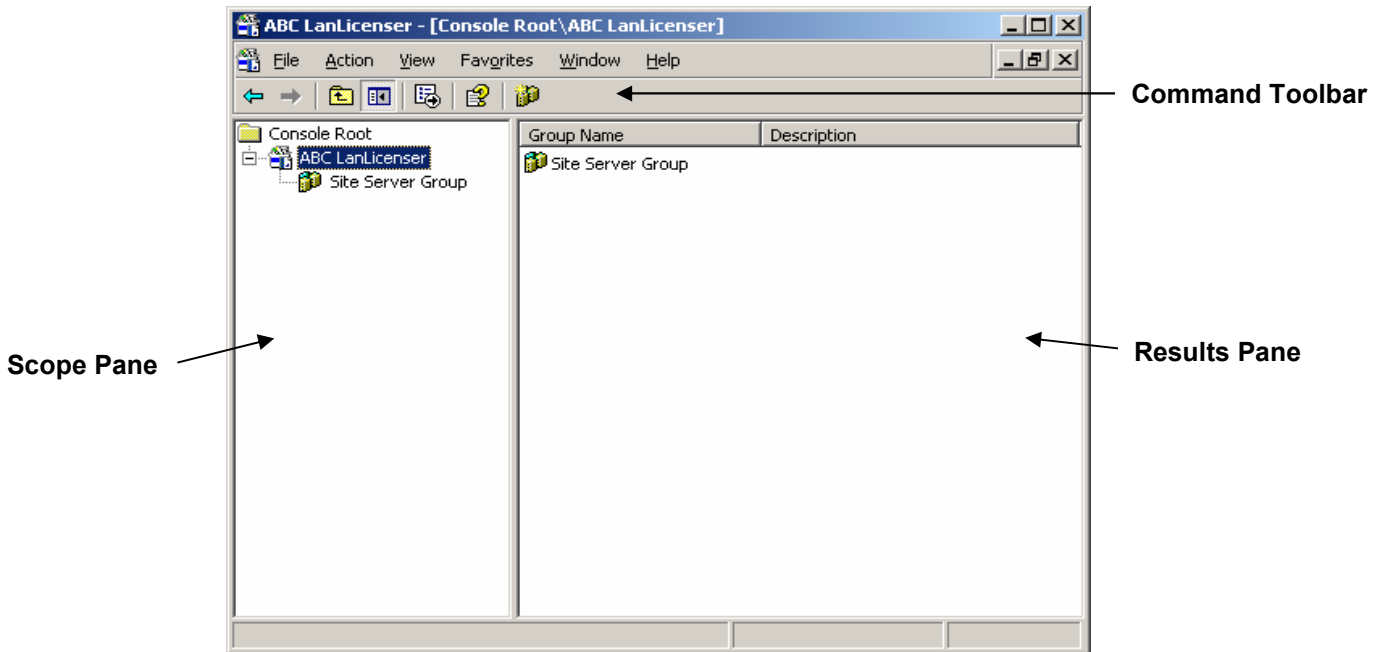 ABC LanLicenser - [Console Root\ABC LanLicenser]
File Action View Favorites Window Help
Command Toolbar
Console Root
ABC LanLicenser
Site Server Group
Group Name Description
Site Server Group
Scope Pane
Results Pane